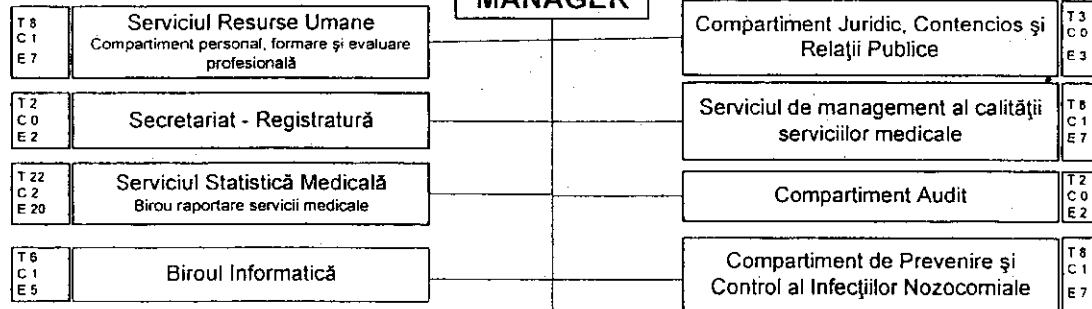 MANAGER
T 8
C 1
E 7
Serviciul Resurse Umane
Compartiment personal, formare şi evaluare
profesională
Compartiment Juridic, Contencios şi
Relaţii Publice
T 3
C 0
E 3
T 2
C 0
E 2
Secretariat - Registratură
Serviciul de management al calităţii
serviciilor medicale
T 8
C 1
E 7
T 22
C 2
E 20
Serviciul Statistică Medicală
Birou raportare servicii medicale
Compartiment Audit
T 2
C 0
E 2
T 6
C 1
E 5
Biroul Informatică
Compartiment de Prevenire şi
Control al Infecţiilor Nozocomiale
T 8
C 1
E 7